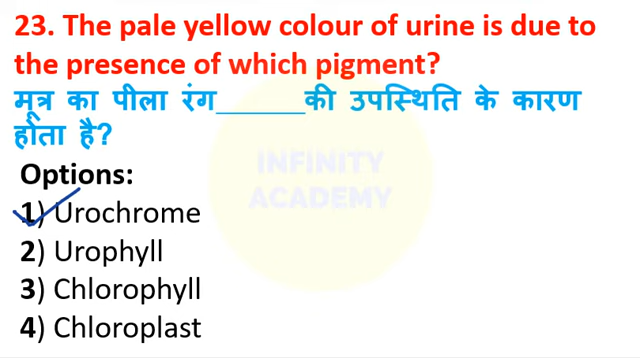 23. The pale yellow colour of urine is due to
the presence of which pigment?
मूत्र का पीला रंग______की उपस्थिति के कारण
होता है?
INFINITY
ACADEMY
Options:
1) Urochrome
2) Urophyll
3) Chlorophyll
4) Chloroplast